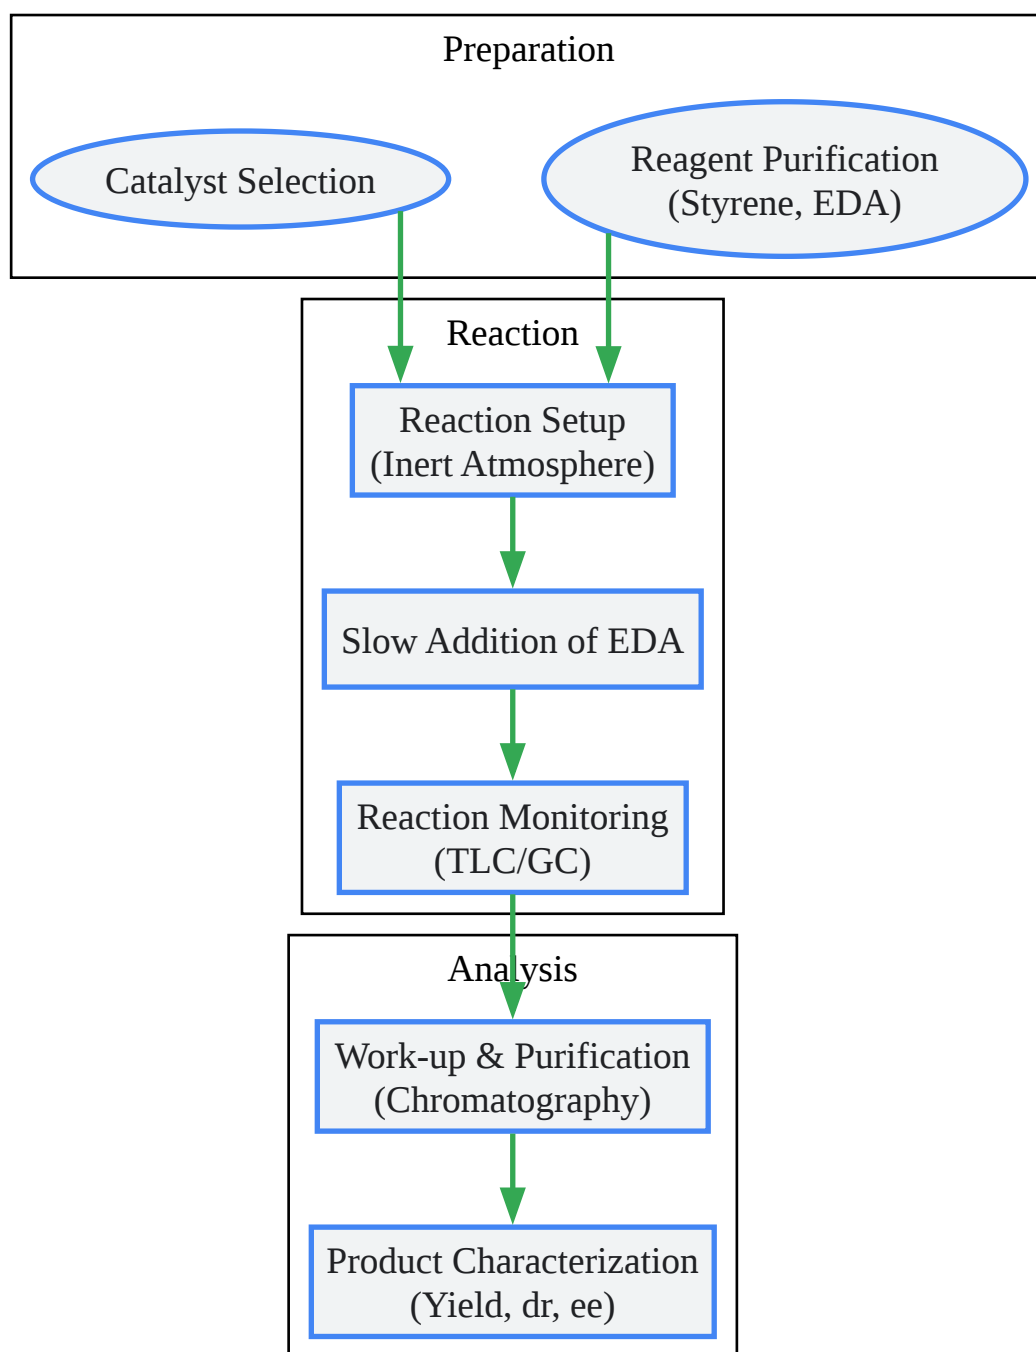 Preparation
Catalyst Selection
Reagent Purification
(Styrene, EDA)
Reaction
Reaction Setup
(Inert Atmosphere)
Slow Addition of EDA
Reaction Monitoring
(TLC/GC)
Analysis
Work-up & Purification
(Chromatography)
Product Characterization
(Yield, dr, ee)